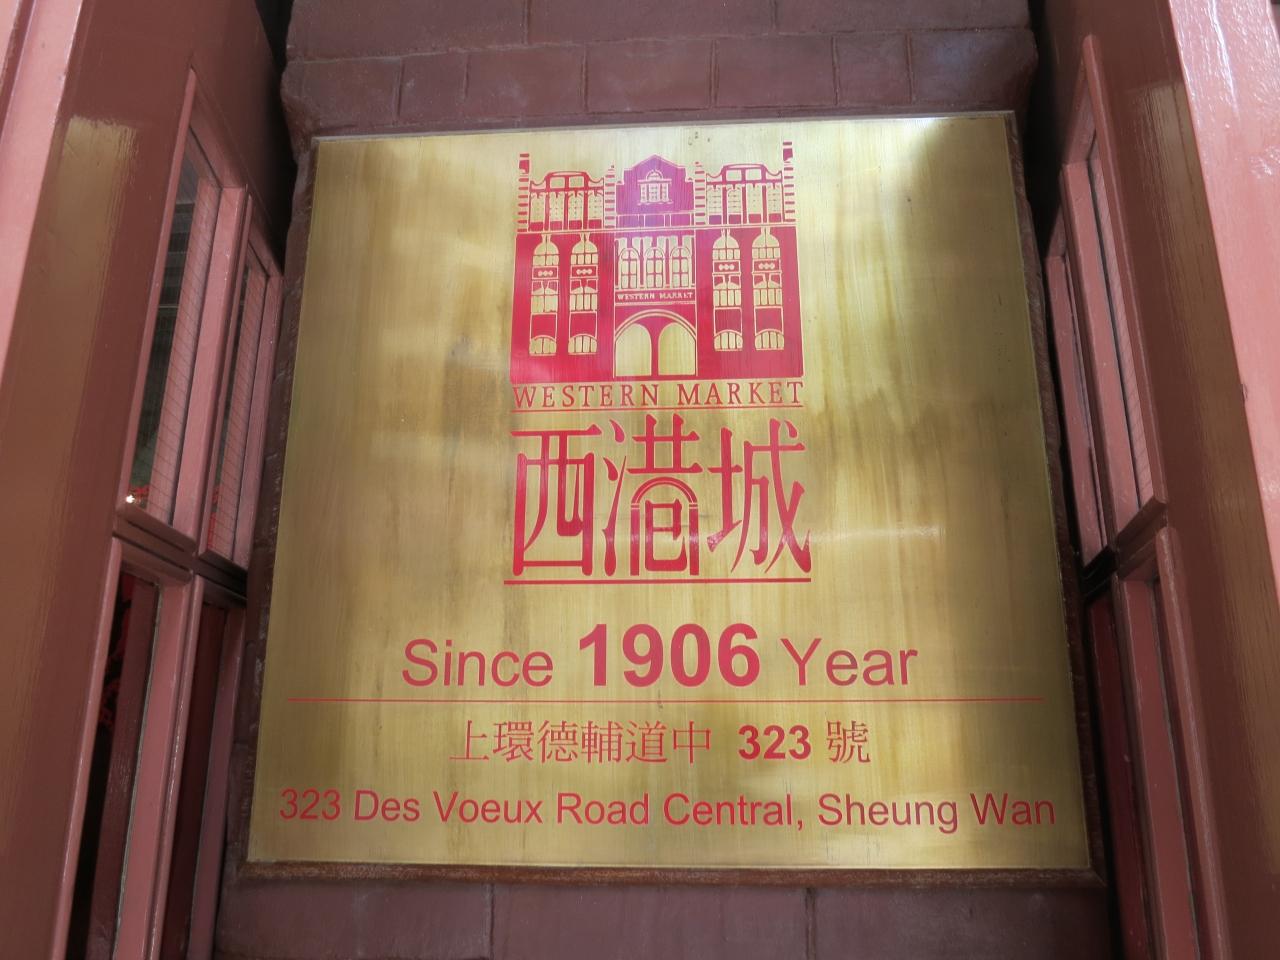 WESTERN MARKET
WESTERN MARKET
西港城
Since 1906 Year
上環德輔道中 323 號
323 Des Voeux Road Central, Sheung Wan